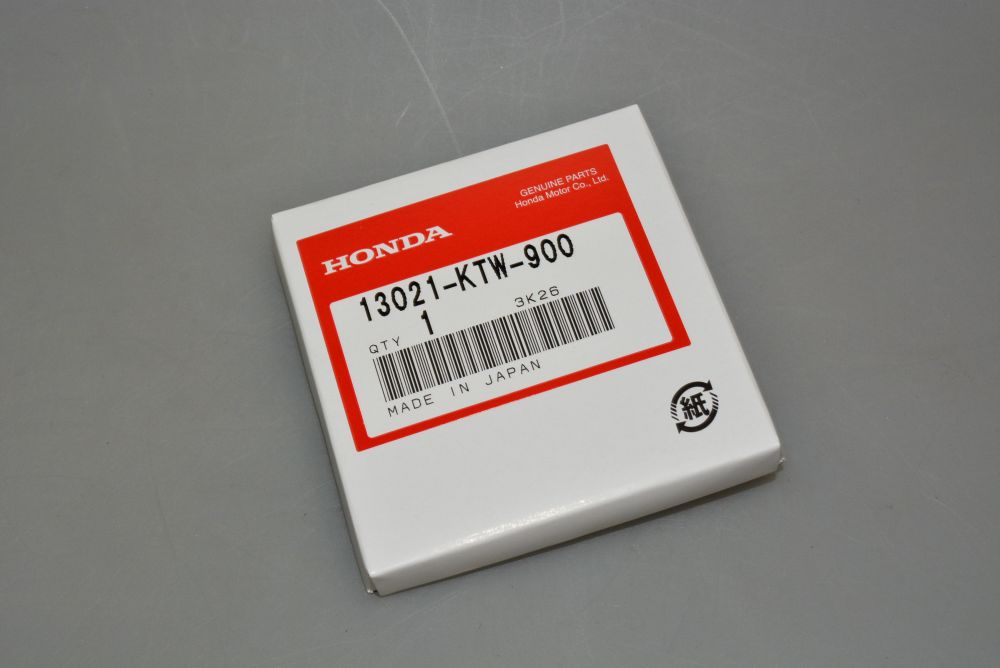 GENUINE PARTS
Honda Motor Co., Ltd.
HONDA
13021-KTW-900
QTY 1 3K26
MADE IN JAPAN
紙